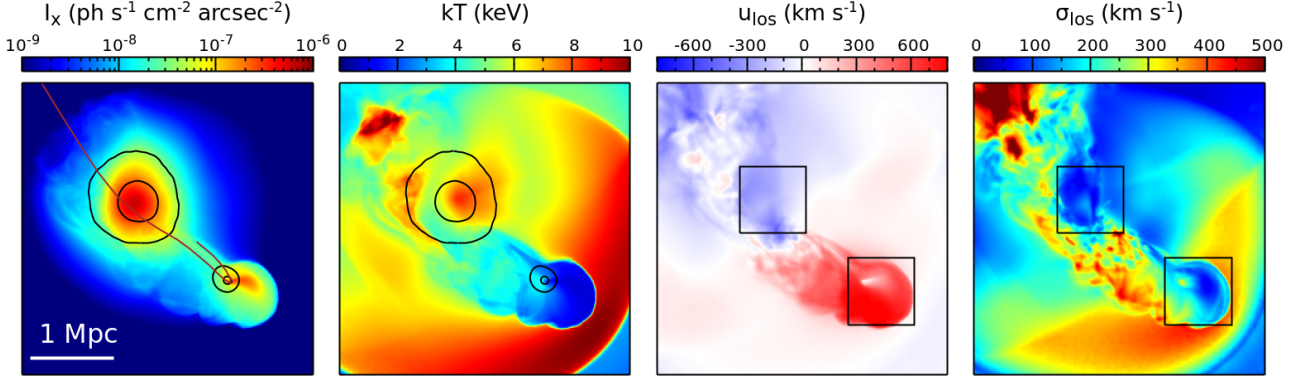 Iₓ (ph s⁻¹ cm⁻² arcsec⁻²)
kT (keV)
u_los (km s⁻¹)
σ_los (km s⁻¹)
10⁻⁹ 10⁻⁸ 10⁻⁷ 10⁻⁶
0 2 4 6 8 10
-600 -300 0 300 600
0 100 200 300 400 500
1 Mpc